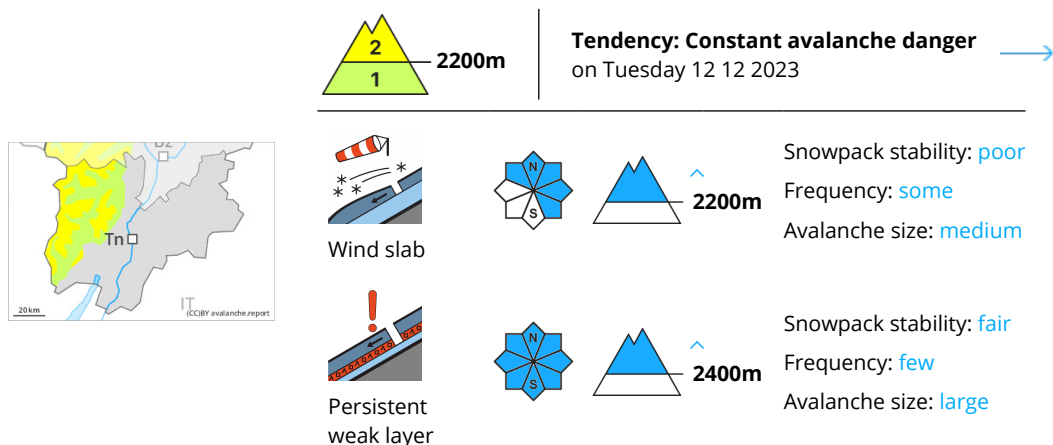 2
2200m
1
Tendency: Constant avalanche danger
on Tuesday 12 12 2023
Bz
Tn
IT
20 km
(CC)BY avalanche.report
Wind slab
N
S
2200m
Snowpack stability: poor
Frequency: some
Avalanche size: medium
Persistent
weak layer
N
S
2400m
Snowpack stability: fair
Frequency: few
Avalanche size: large